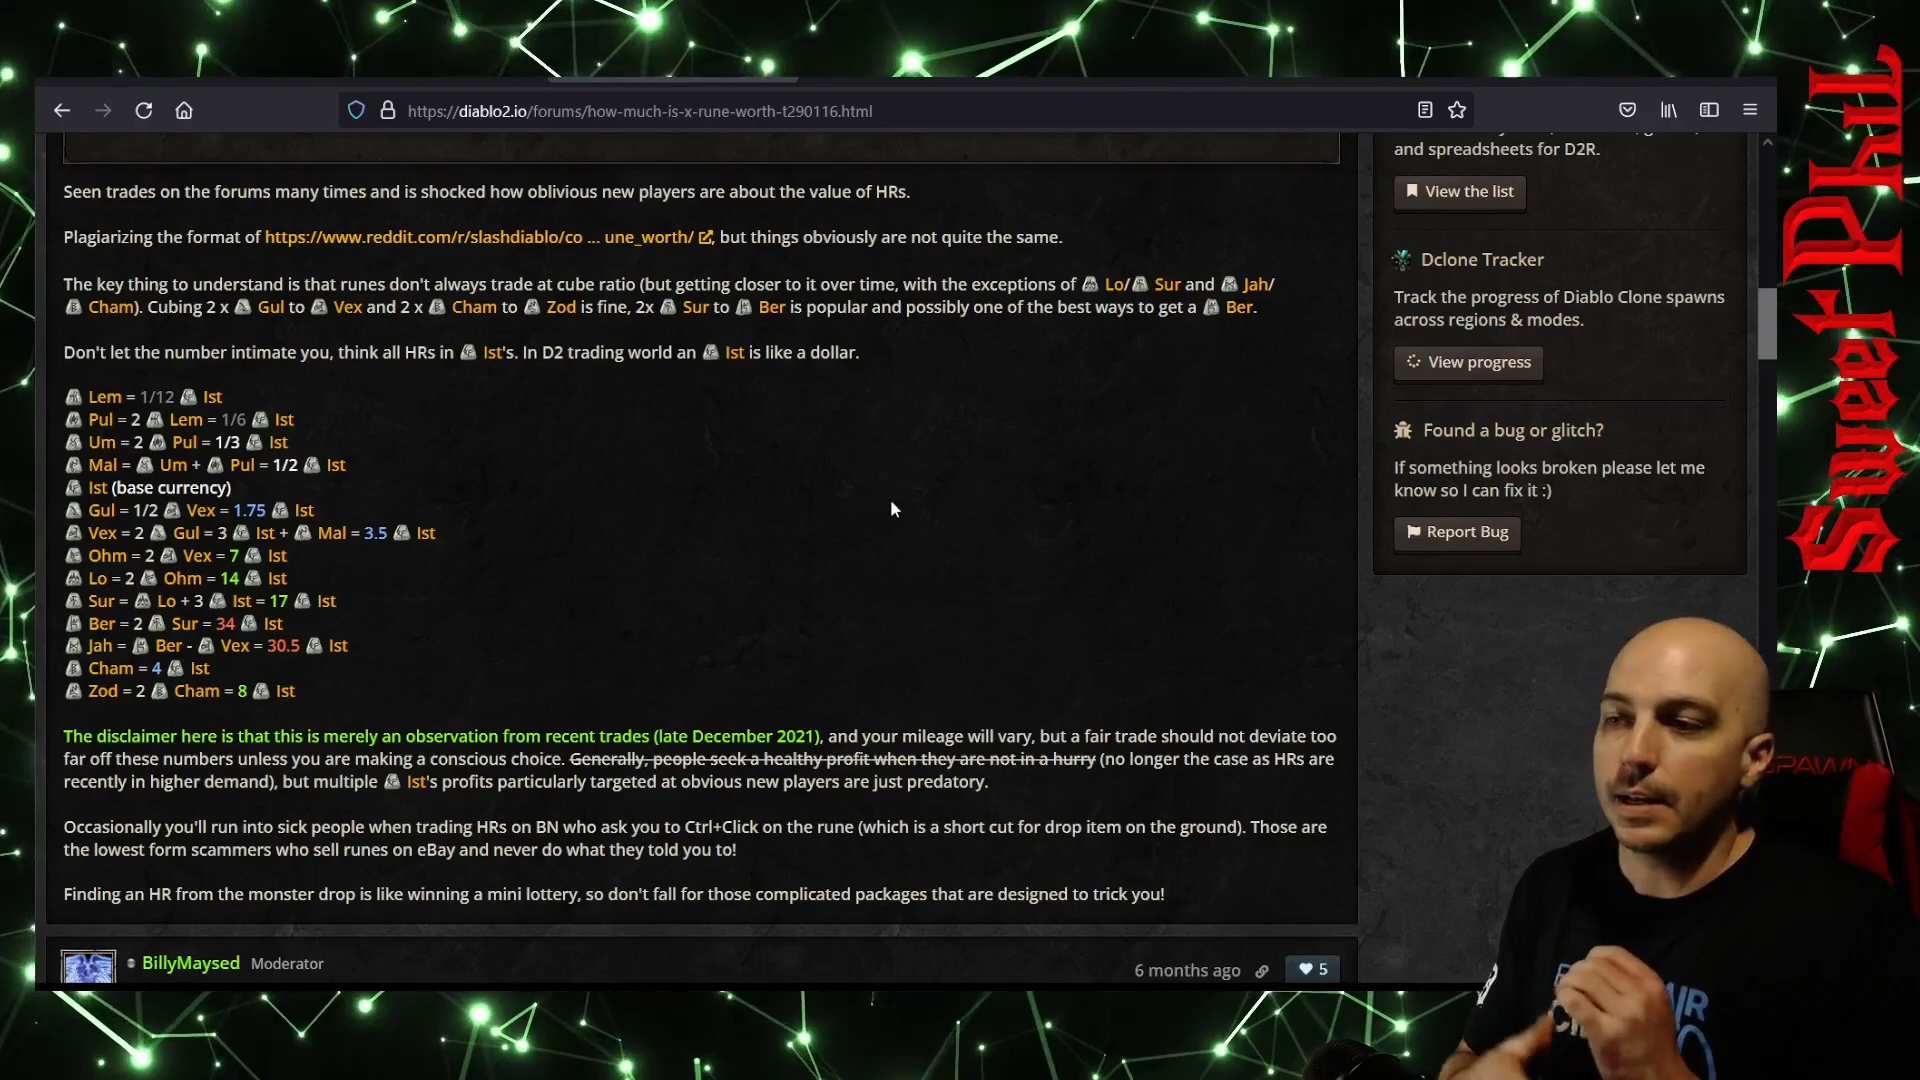 https://diablo2.io/forums/how-much-is-x-rune-worth-t290116.html
Seen trades on the forums many times and is shocked how oblivious new players are about the value of HRs.
Plagiarizing the format of https://www.reddit.com/r/slashdiablo/co ... une_worth/, but things obviously are not quite the same.
The key thing to understand is that runes don't always trade at cube ratio (but getting closer to it over time, with the exceptions of Lo/ Sur and Jah/
Cham). Cubing 2 x Gul to Vex and 2 x Cham to Zod is fine, 2x Sur to Ber is popular and possibly one of the best ways to get a Ber.
Don't let the number intimate you, think all HRs in Ist's. In D2 trading world an Ist is like a dollar.
Lem = 1/12 Ist
Pul = 2 Lem = 1/6 Ist
Um = 2 Pul = 1/3 Ist
Mal = Um + Pul = 1/2 Ist
Ist (base currency)
Gul = 1/2 Vex = 1.75 Ist
Vex = 2 Gul = 3 Ist + Mal = 3.5 Ist
Ohm = 2 Vex = 7 Ist
Lo = 2 Ohm = 14 Ist
Sur = Lo + 3 Ist = 17 Ist
Ber = 2 Sur = 34 Ist
Jah = Ber - Vex = 30.5 Ist
Cham = 4 Ist
Zod = 2 Cham = 8 Ist
The disclaimer here is that this is merely an observation from recent trades (late December 2021), and your mileage will vary, but a fair trade should not deviate too
far off these numbers unless you are making a conscious choice. Generally, people seek a healthy profit when they are not in a hurry (no longer the case as HRs are
recently in higher demand), but multiple Ist's profits particularly targeted at obvious new players are just predatory.
Occasionally you'll run into sick people when trading HRs on BN who ask you to Ctrl+Click on the rune (which is a short cut for drop item on the ground). Those are
the lowest form scammers who sell runes on eBay and never do what they told you to!
Finding an HR from the monster drop is like winning a mini lottery, so don't fall for those complicated packages that are designed to trick you!
BillyMaysed Moderator
6 months ago
5
and spreadsheets for D2R.
View the list
Dclone Tracker
Track the progress of Diablo Clone spawns
across regions & modes.
View progress
Found a bug or glitch?
If something looks broken please let me
know so I can fix it :)
Report Bug
Sweet Phil